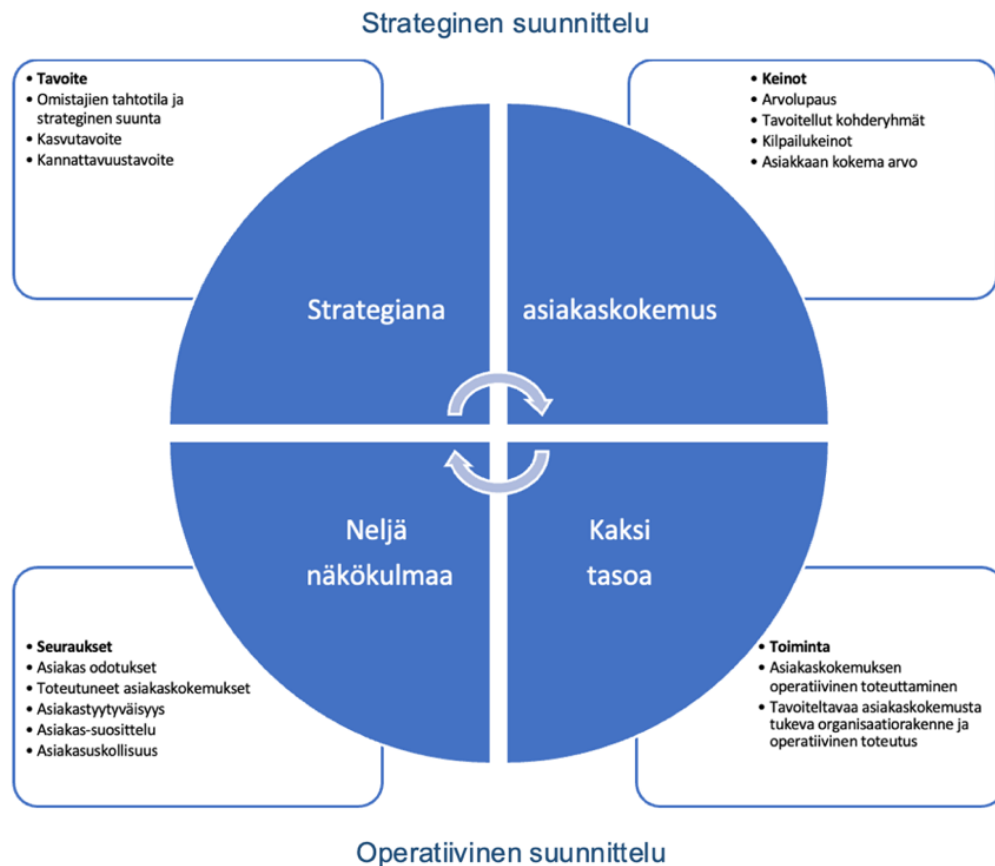 Strateginen suunnittelu
• Tavoite
• Omistajien tahtotila ja
strateginen suunta
• Kasvutavoite
• Kannattavuustavoite
• Keinot
• Arvolupaus
• Tavoitellut kohderyhmät
• Kilpailukeinot
• Asiakkaan kokema arvo
Strategiana
asiakaskokemus
Neljä
näkökulmaa
Kaksi
tasoa
• Seuraukset
• Asiakas odotukset
• Toteutuneet asiakaskokemukset
• Asiakastyytyväisyys
• Asiakas-suosittelu
• Asiakasuskollisuus
• Toiminta
• Asiakaskokemuksen
operatiivinen toteuttaminen
• Tavoiteltavaa asiakaskokemusta
tukeva organisaatiorakenne ja
operatiivinen toteutus
Operatiivinen suunnittelu